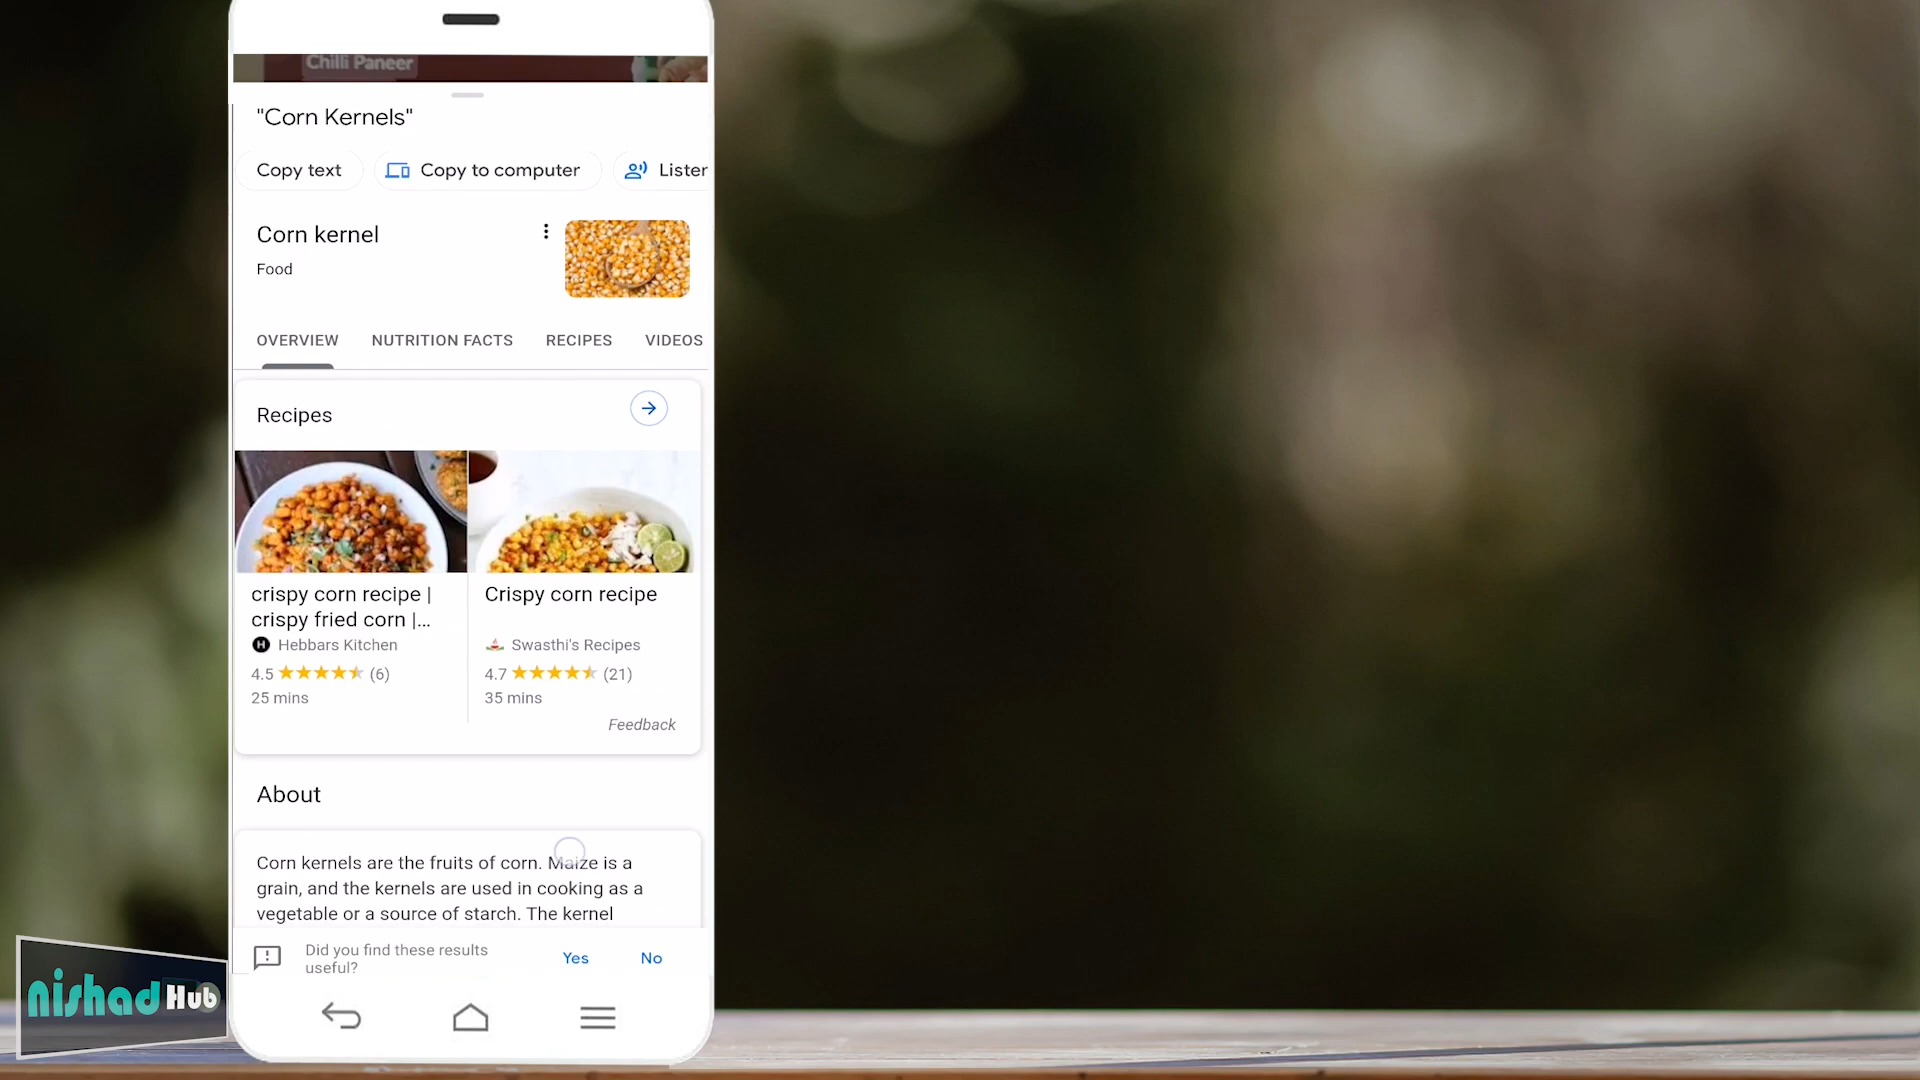 Chilli Paneer
"Corn Kernels"
Copy text
Copy to computer
Lister
Corn kernel
Food
OVERVIEW
NUTRITION FACTS
RECIPES
VIDEOS
Recipes
crispy corn recipe |
crispy fried corn |...
H Hebbars Kitchen
4.5 (6)
25 mins
Crispy corn recipe
Swasthi's Recipes
4.7 (21)
35 mins
Feedback
About
Corn kernels are the fruits of corn. Maize is a
grain, and the kernels are used in cooking as a
vegetable or a source of starch. The kernel
Did you find these results
useful?
Yes
No
nishad Hub